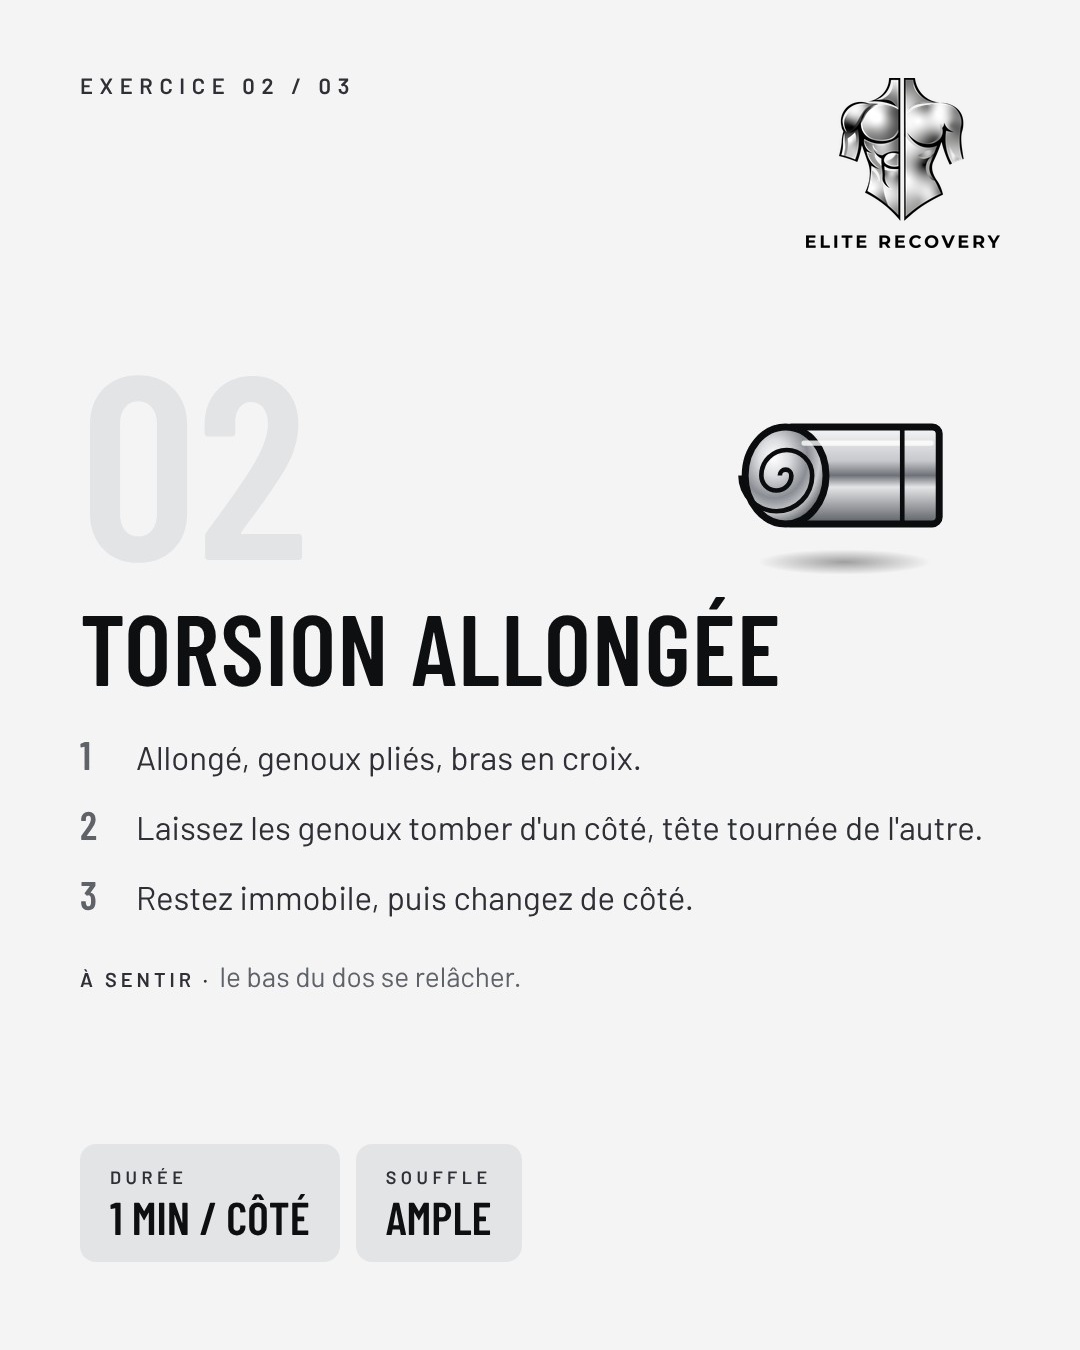 EXERCICE 02 / 03
ELITE RECOVERY
02
TORSION ALLONGÉE
1 Allongé, genoux pliés, bras en croix.
2 Laissez les genoux tomber d'un côté, tête tournée de l'autre.
3 Restez immobile, puis changez de côté.
À SENTIR · le bas du dos se relâcher.
DURÉE
1 MIN / CÔTÉ
SOUFFLE
AMPLE